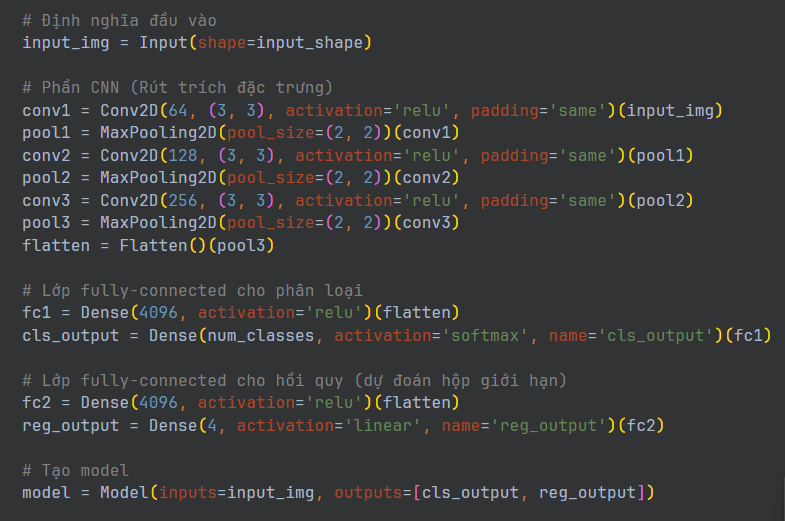 # Định nghĩa đầu vào
input_img = Input(shape=input_shape)
# Phần CNN (Rút trích đặc trưng)
conv1 = Conv2D(64, (3, 3), activation='relu', padding='same')(input_img)
pool1 = MaxPooling2D(pool_size=(2, 2))(conv1)
conv2 = Conv2D(128, (3, 3), activation='relu', padding='same')(pool1)
pool2 = MaxPooling2D(pool_size=(2, 2))(conv2)
conv3 = Conv2D(256, (3, 3), activation='relu', padding='same')(pool2)
pool3 = MaxPooling2D(pool_size=(2, 2))(conv3)
flatten = Flatten()(pool3)
# Lớp fully-connected cho phân loại
fc1 = Dense(4096, activation='relu')(flatten)
cls_output = Dense(num_classes, activation='softmax', name='cls_output')(fc1)
# Lớp fully-connected cho hồi quy (dự đoán hộp giới hạn)
fc2 = Dense(4096, activation='relu')(flatten)
reg_output = Dense(4, activation='linear', name='reg_output')(fc2)
# Tạo model
model = Model(inputs=input_img, outputs=[cls_output, reg_output])